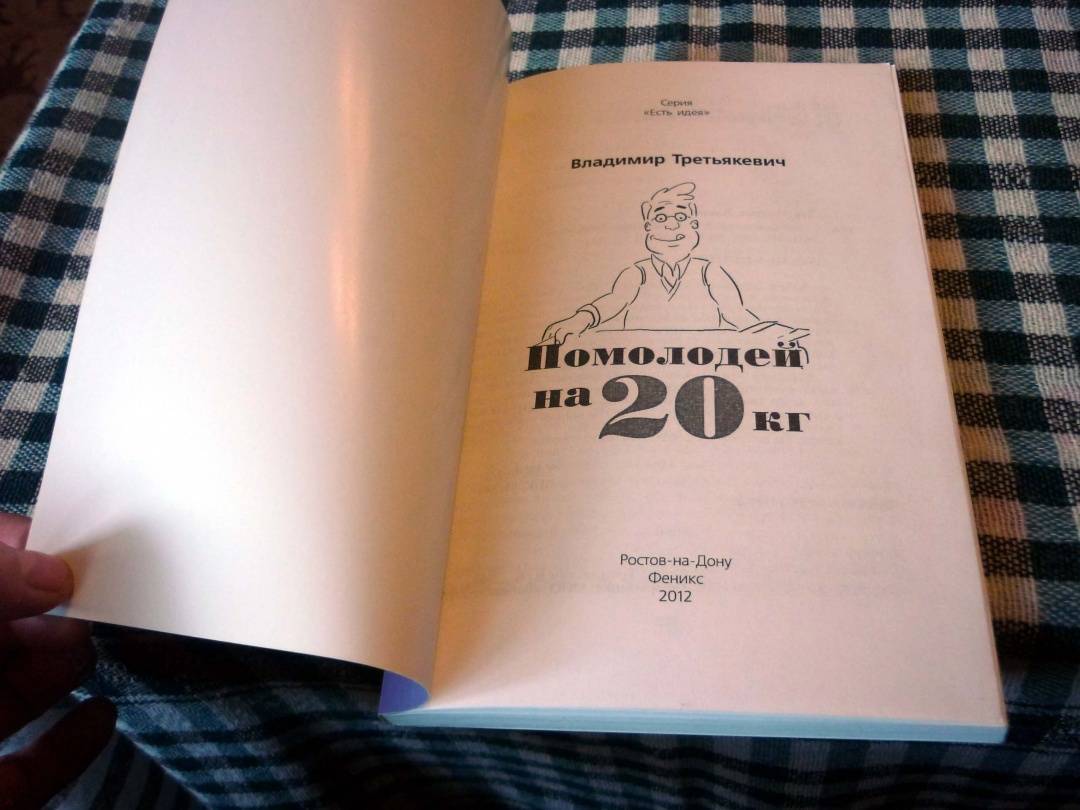 Серия
«Есть идея»
Владимир Третьякевич
Помолодей
на 20 кг
Ростов-на-Дону
Феникс
2012